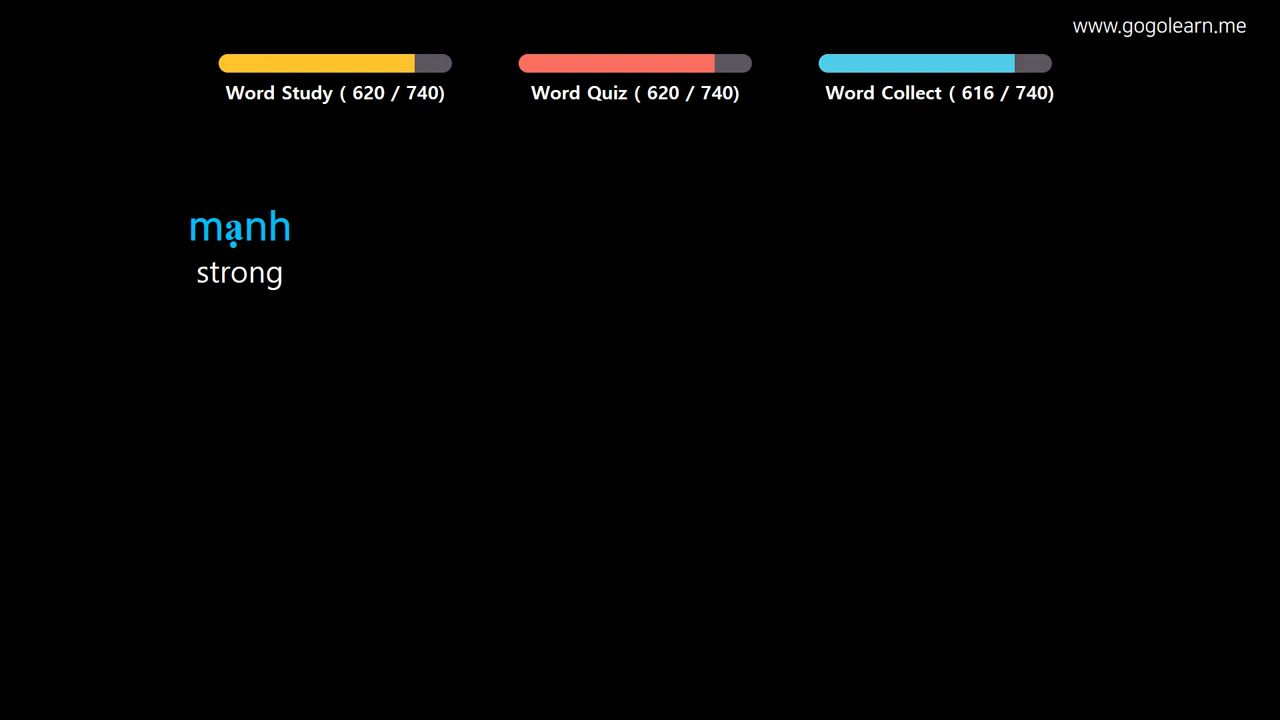 www.gogolearn.me
Word Study ( 620 / 740)
Word Quiz ( 620 / 740)
Word Collect ( 616 / 740)
mạnh
strong